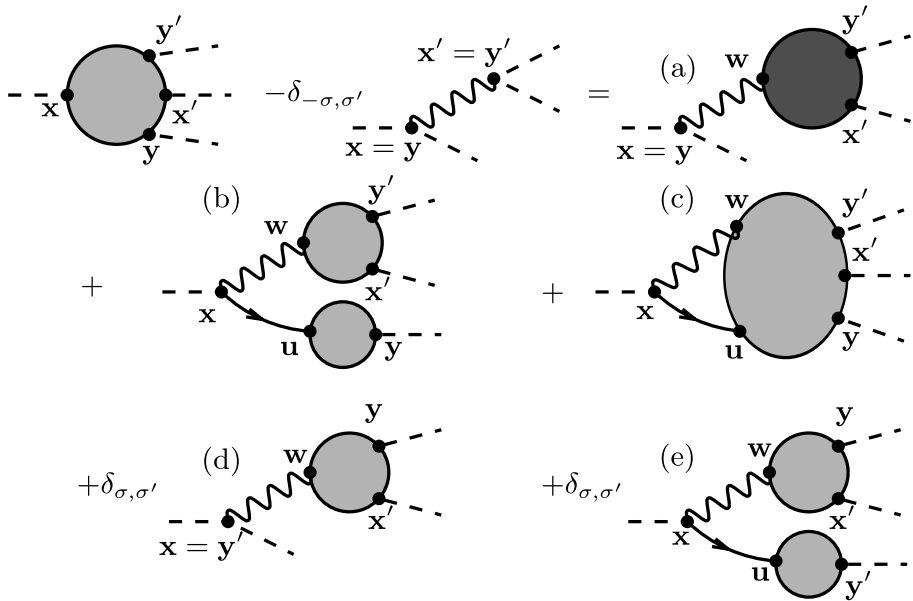 y′
x
x′
y
−δ₋σ,σ′
x′ = y′
x = y
=
(a)
w
y′
x′
x = y
+
(b)
w
y′
x′
x
u
y
+
(c)
w
y′
x′
x
u
y
+δσ,σ′
(d)
w
y
x′
x = y′
+δσ,σ′
(e)
w
y
x′
x
u
y′